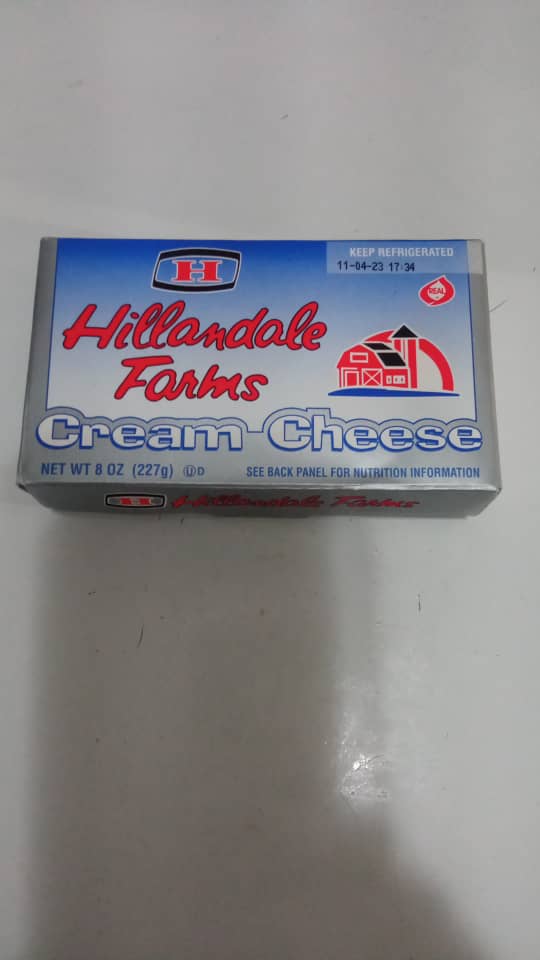 H
KEEP REFRIGERATED
11-04-23 17:34
REAL
Hillandale
Farms
Cream Cheese
NET WT 8 OZ (227g) Ⓤ D
SEE BACK PANEL FOR NUTRITION INFORMATION
H Hillandale Farms